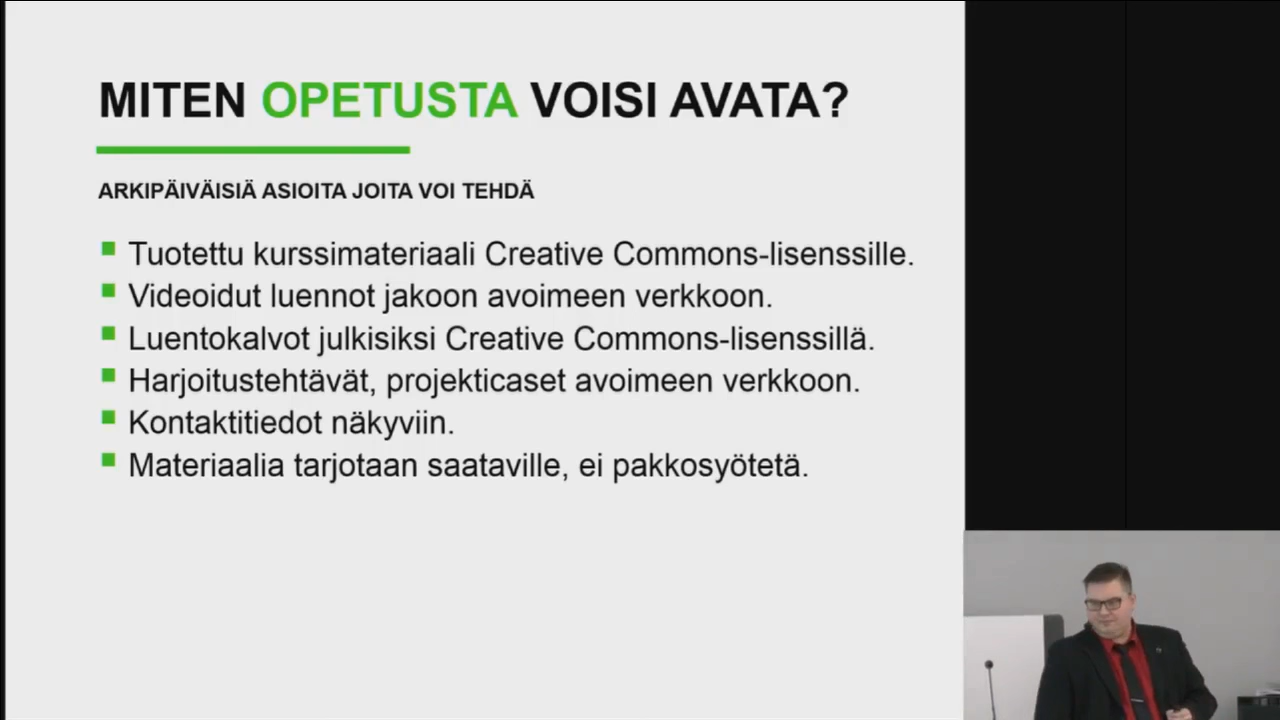 MITEN OPETUSTA VOISI AVATA?
ARKIPÄIVÄISIÄ ASIOITA JOITA VOI TEHDÄ
Tuotettu kurssimateriaali Creative Commons-lisenssille.
Videoidut luennot jakoon avoimeen verkkoon.
Luentokalvot julkisiksi Creative Commons-lisenssillä.
Harjoitustehtävät, projekticaset avoimeen verkkoon.
Kontaktitiedot näkyviin.
Materiaalia tarjotaan saataville, ei pakkosyötetä.